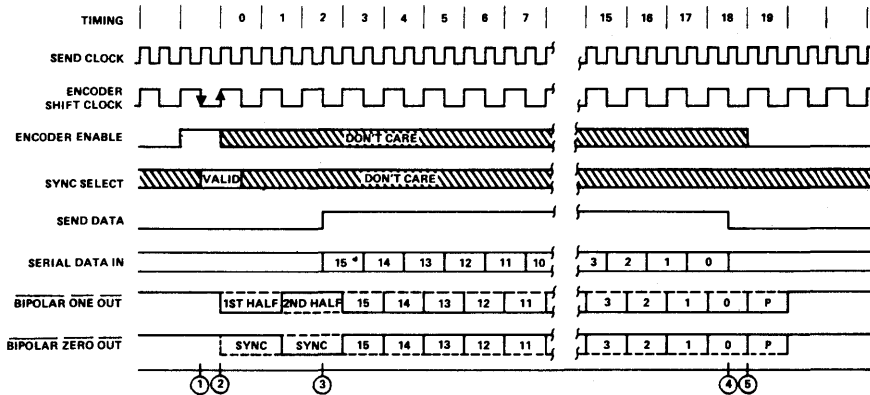 TIMING 0 1 2 3 4 5 6 7 15 16 17 18 19
SEND CLOCK
ENCODER
SHIFT CLOCK
ENCODER ENABLE DON'T CARE
SYNC SELECT VALID DON'T CARE
SEND DATA
SERIAL DATA IN 15* 14 13 12 11 10 3 2 1 0
BIPOLAR ONE OUT 1ST HALF 2ND HALF 15 14 13 12 11 3 2 1 0 P
BIPOLAR ZERO OUT SYNC SYNC 15 14 13 12 11 3 2 1 0 P
1 2 3 4 5